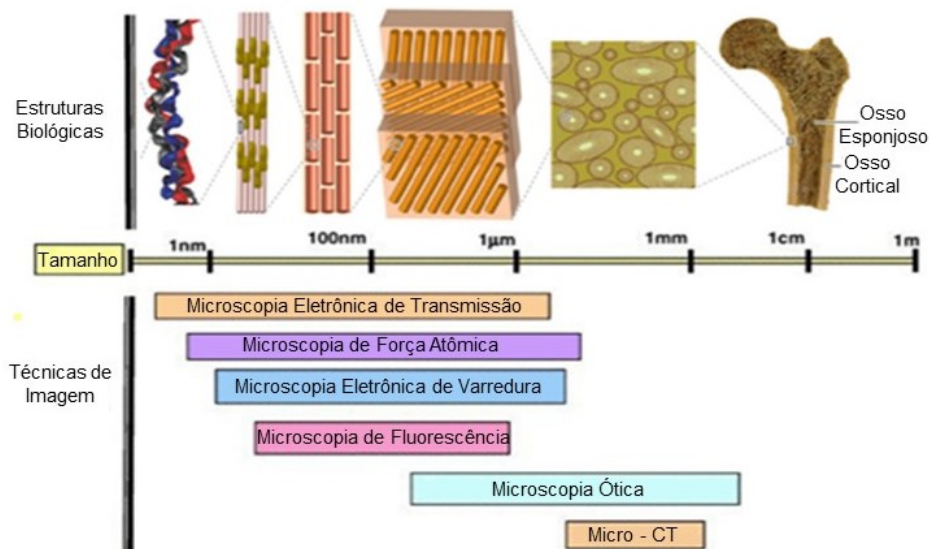 Estruturas
Biológicas
Osso
Esponjoso
Osso
Cortical
Tamanho
1nm
100nm
1μm
1mm
1cm
1m
Microscopia Eletrônica de Transmissão
Microscopia de Força Atômica
Técnicas de
Imagem
Microscopia Eletrônica de Varredura
Microscopia de Fluorescência
Microscopia Ótica
Micro - CT